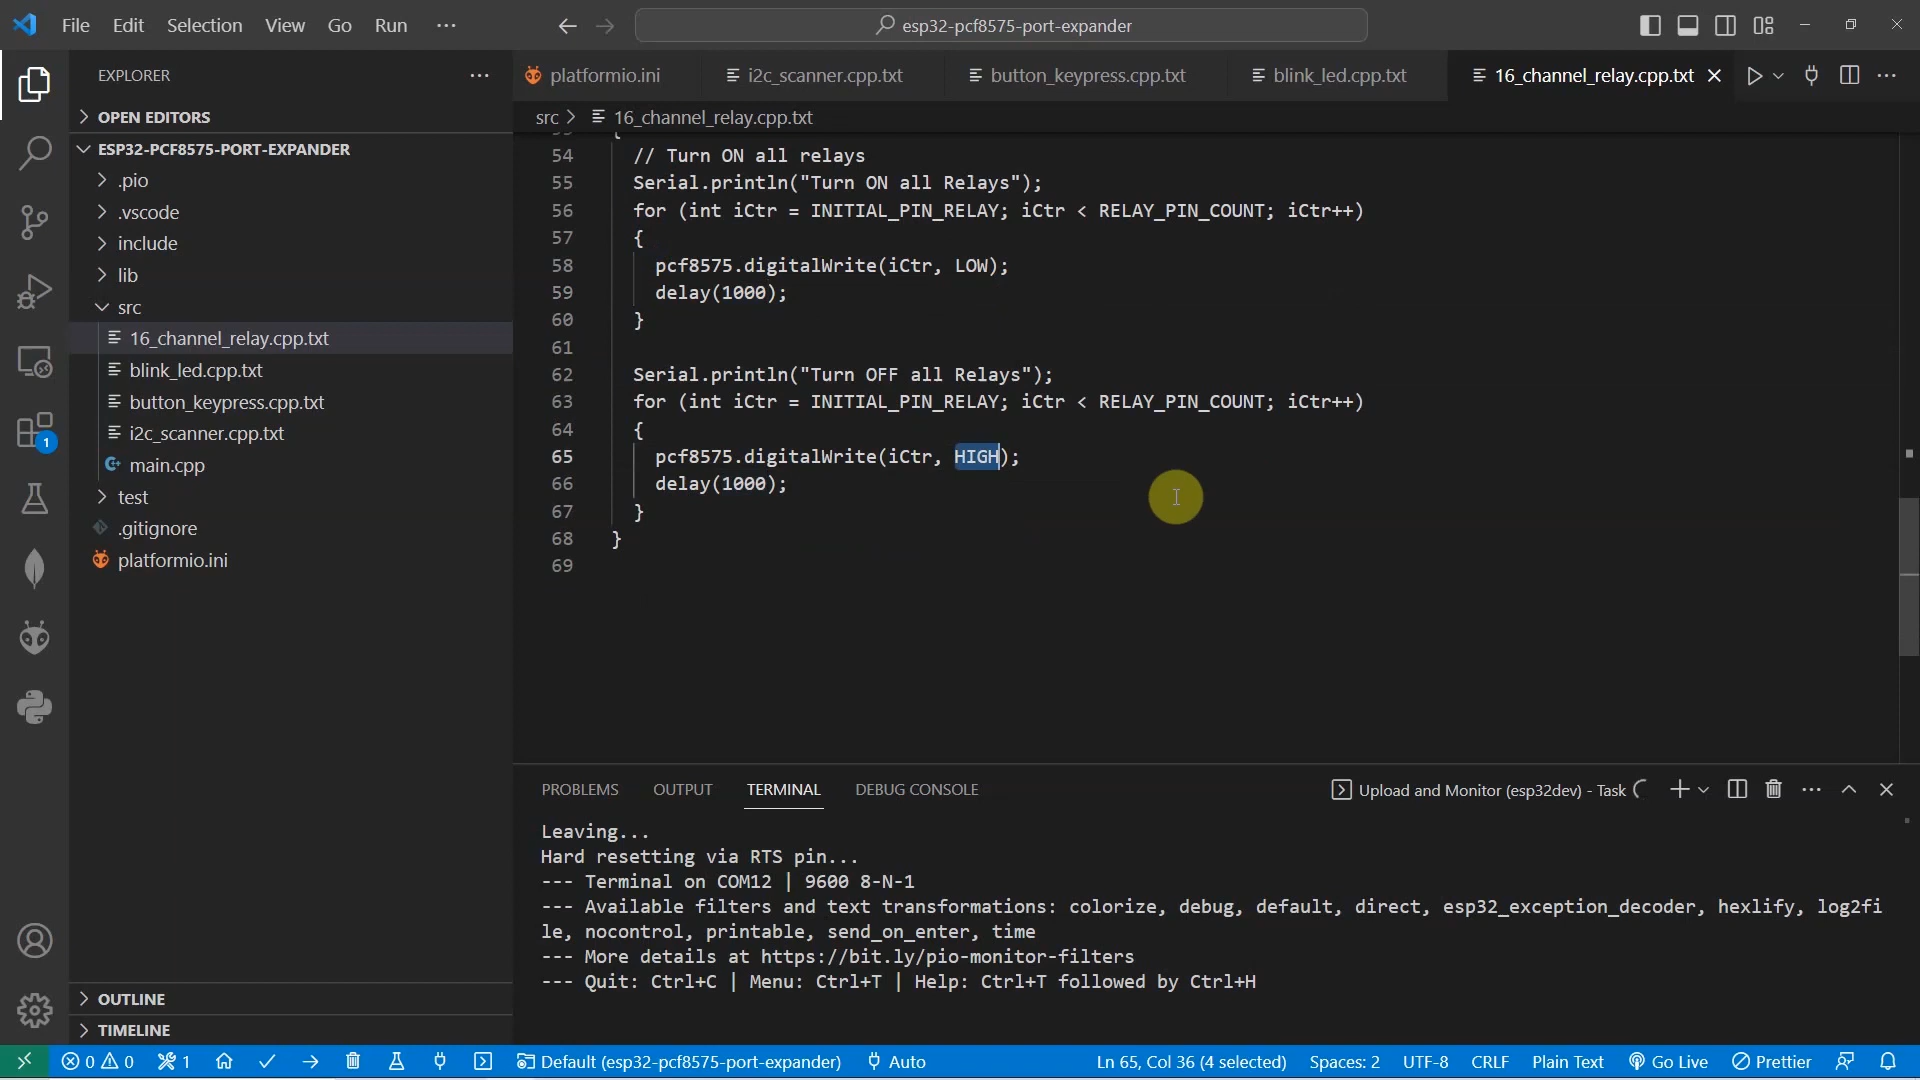 File Edit Selection View Go Run ...
esp32-pcf8575-port-expander
EXPLORER
OPEN EDITORS
ESP32-PCF8575-PORT-EXPANDER
.pio
.vscode
include
lib
src
16_channel_relay.cpp.txt
blink_led.cpp.txt
button_keypress.cpp.txt
i2c_scanner.cpp.txt
main.cpp
test
.gitignore
platformio.ini
OUTLINE
TIMELINE
1
platformio.ini i2c_scanner.cpp.txt button_keypress.cpp.txt blink_led.cpp.txt 16_channel_relay.cpp.txt
src > 16_channel_relay.cpp.txt
{
54 // Turn ON all relays
55 Serial.println("Turn ON all Relays");
56 for (int iCtr = INITIAL_PIN_RELAY; iCtr < RELAY_PIN_COUNT; iCtr++)
57 {
58 pcf8575.digitalWrite(iCtr, LOW);
59 delay(1000);
60 }
61
62 Serial.println("Turn OFF all Relays");
63 for (int iCtr = INITIAL_PIN_RELAY; iCtr < RELAY_PIN_COUNT; iCtr++)
64 {
65 pcf8575.digitalWrite(iCtr, HIGH);
66 delay(1000);
67 }
68 }
69
PROBLEMS OUTPUT TERMINAL DEBUG CONSOLE Upload and Monitor (esp32dev) - Task
Leaving...
Hard resetting via RTS pin...
--- Terminal on COM12 | 9600 8-N-1
--- Available filters and text transformations: colorize, debug, default, direct, esp32_exception_decoder, hexlify, log2fi
le, nocontrol, printable, send_on_enter, time
--- More details at https://bit.ly/pio-monitor-filters
--- Quit: Ctrl+C | Menu: Ctrl+T | Help: Ctrl+T followed by Ctrl+H
0 0 1 Default (esp32-pcf8575-port-expander) Auto Ln 65, Col 36 (4 selected) Spaces: 2 UTF-8 CRLF Plain Text Go Live Prettier